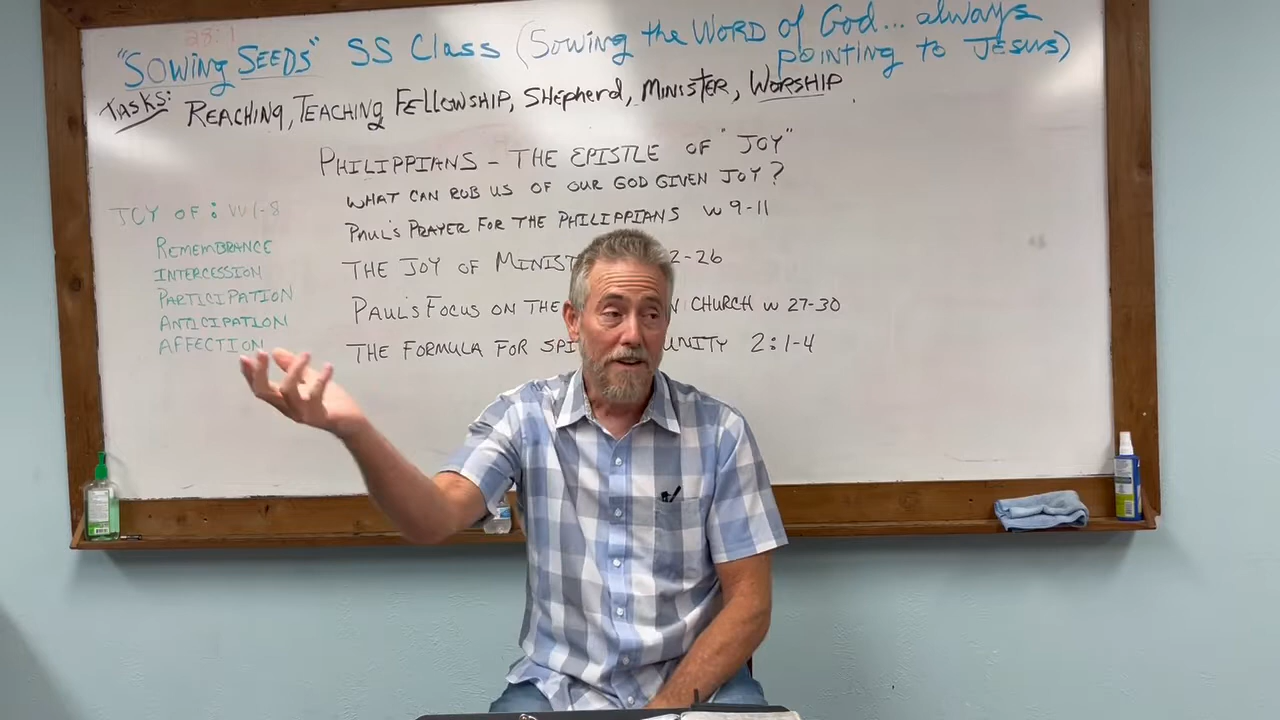 28:1
"SOWING SEEDS" SS Class (Sowing the WORD of God... always
pointing to JESUS)
TASKS: REACHING, TEACHING FELLOWSHIP, SHEPHERD, MINISTER, WORSHIP
PHILIPPIANS - THE EPISTLE OF "JOY"
WHAT CAN ROB US OF OUR GOD GIVEN JOY?
PAUL'S PRAYER FOR THE PHILIPPIANS vv 9-11
THE JOY OF MINIST 2-26
PAUL'S FOCUS ON THE N CHURCH vv 27-30
THE FORMULA FOR SPI UNITY 2:1-4
JOY OF: VV 1-8
REMEMBRANCE
INTERCESSION
PARTICIPATION
ANTICIPATION
AFFECTION